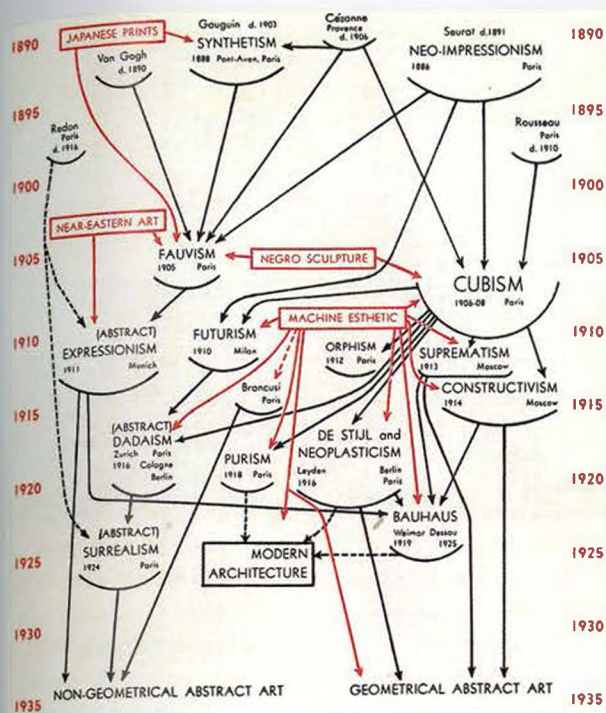 1890
JAPANESE PRINTS
Van Gogh
d. 1890
Gauguin d. 1903
SYNTHETISM
1888 Pont-Aven, Paris
Cézanne
Provence
d. 1906
Seurat d.1891
NEO-IMPRESSIONISM
1886 Paris
1890
1895
Redon
Paris
d. 1916
Rousseau
Paris
d. 1910
1895
1900
1900
NEAR-EASTERN ART
1905
FAUVISM
1905 Paris
NEGRO SCULPTURE
CUBISM
1906-08 Paris
1905
1910
(ABSTRACT)
EXPRESSIONISM
1911 Munich
FUTURISM
1910 Milan
MACHINE ESTHETIC
ORPHISM
1912 Paris
SUPREMATISM
1913 Moscow
1910
Brancusi
Paris
CONSTRUCTIVISM
1914 Moscow
1915
1915
(ABSTRACT)
DADAISM
Zurich Paris
1916 Cologne
Berlin
PURISM
1918 Paris
DE STIJL and
NEOPLASTICISM
Leyden Berlin
1916 Paris
1920
BAUHAUS
Weimar Dessau
1919 1925
1920
1925
(ABSTRACT)
SURREALISM
1924 Paris
MODERN
ARCHITECTURE
1925
1930
1930
1935
NON-GEOMETRICAL ABSTRACT ART
GEOMETRICAL ABSTRACT ART
1935